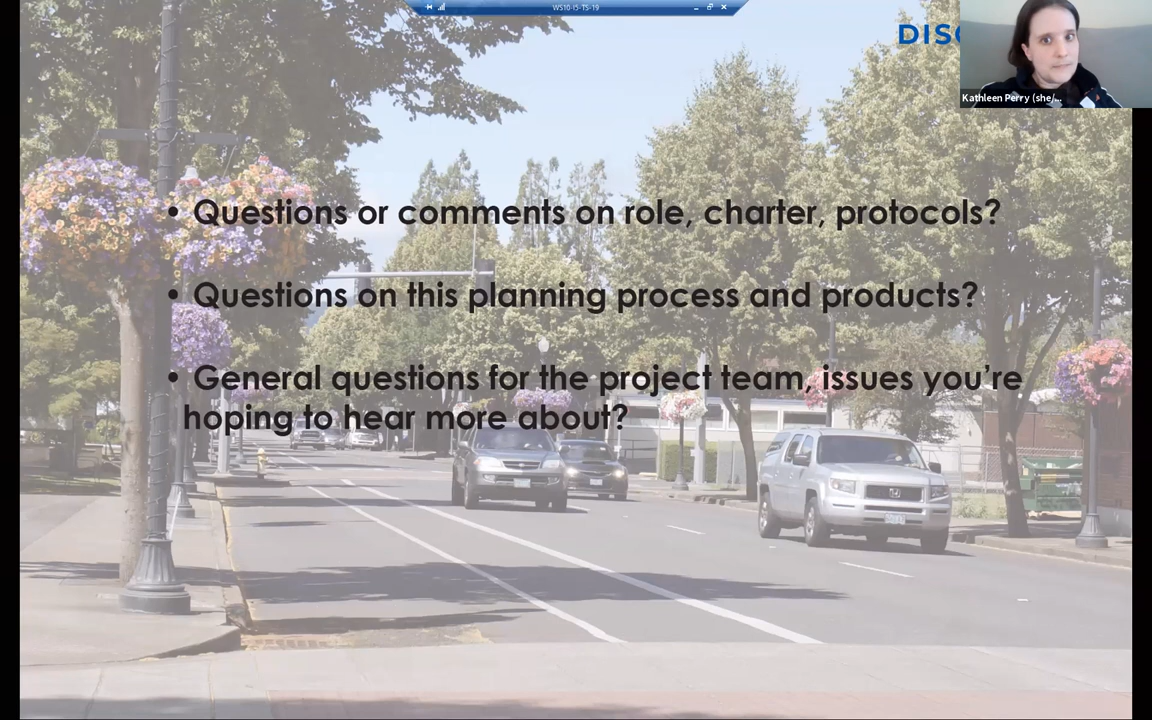 WS10-I5-TS-19
DISC
Kathleen Perry (she/...
• Questions or comments on role, charter, protocols?
• Questions on this planning process and products?
• General questions for the project team, issues you’re
hoping to hear more about?